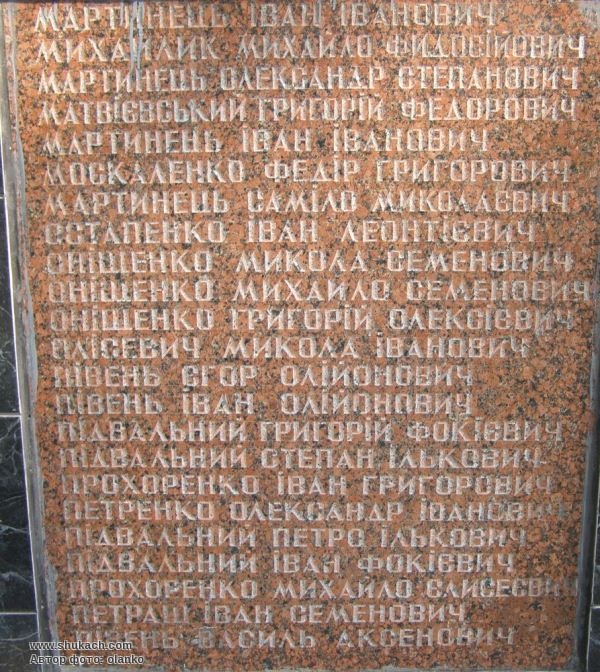 МАРТИНЕЦЬ ІВАН ІВАНОВИЧ
МИХАЙЛИК МИХАЙЛО ФИДОСІЙОВИЧ
МАРТИНЕЦЬ ОЛЕКСАНДР СТЕПАНОВИЧ
МАТВІЄВСЬКИЙ ГРИГОРІЙ ФЕДОРОВИЧ
МАРТИНЕЦЬ ІВАН ІВАНОВИЧ
МОСКАЛЕНКО ФЕДІР ГРИГОРОВИЧ
МАРТИНЕЦЬ САМІЛО МИКОЛАЄВИЧ
ОСТАПЕНКО ІВАН ЛЕОНТІЄВИЧ
ОНІЩЕНКО МИКОЛА СЕМЕНОВИЧ
ОНІЩЕНКО МИХАЙЛО СЕМЕНОВИЧ
ОНІЩЕНКО ГРИГОРІЙ ОЛЕКСІЄВИЧ
ОЛІСЕВИЧ МИКОЛА ІВАНОВИЧ
ПІВЕНЬ ЄГОР ОЛІЙОНОВИЧ
ПІВЕНЬ ІВАН ОЛІЙОНОВИЧ
ПІДВАЛЬНИЙ ГРИГОРІЙ ФОКІЄВИЧ
ПІДВАЛЬНИЙ СТЕПАН ІЛЬКОВИЧ
ПРОХОРЕНКО ІВАН ГРИГОРОВИЧ
ПЕТРЕНКО ОЛЕКСАНДР ІВАНОВИЧ
ПІДВАЛЬНИЙ ПЕТРО ІЛЬКОВИЧ
ПІДВАЛЬНИЙ ІВАН ФОКІЄВИЧ
ПРОХОРЕНКО МИХАЙЛО ЄЛИСЕЄВИЧ
ПЕТРАШ ІВАН СЕМЕНОВИЧ
ПІВЕНЬ ВАСИЛЬ АКСЕНОВИЧ
www.shukach.com
Автор фото: olanko